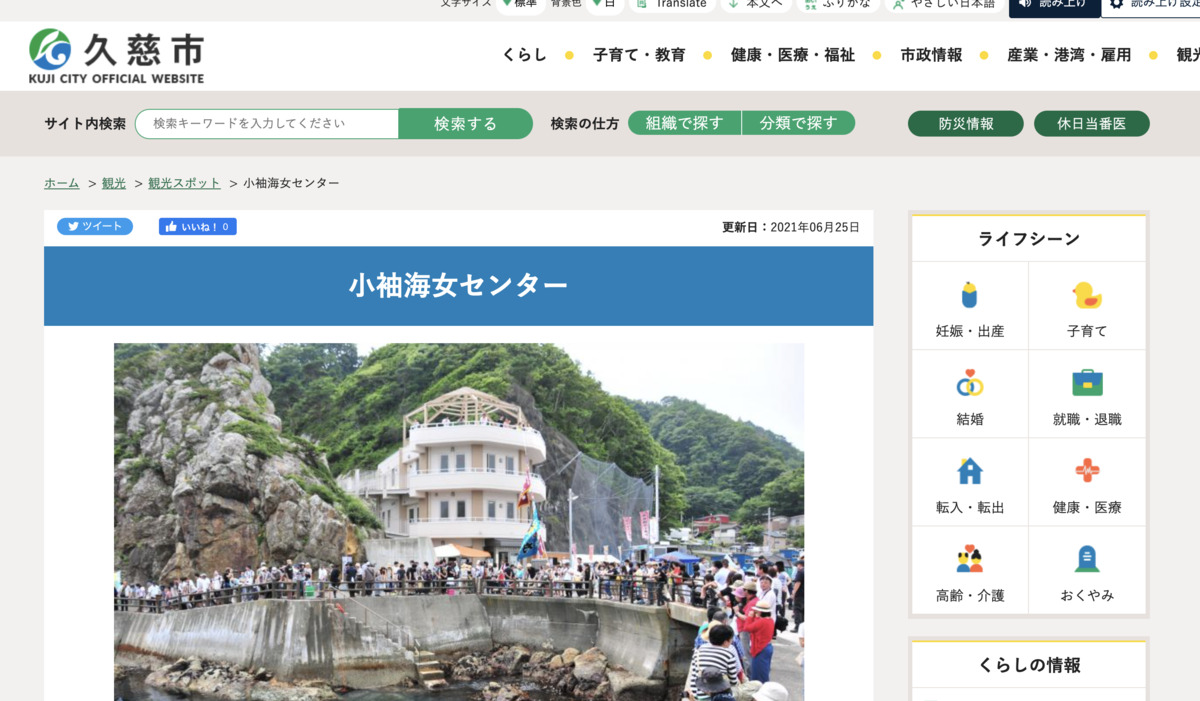 文字サイズ 標準 背景色 白 Translate 本文へ ふりがな やさしい日本語 読み上げ 読み上げ設定
久慈市
KUJI CITY OFFICIAL WEBSITE
くらし 子育て・教育 健康・医療・福祉 市政情報 産業・港湾・雇用 観光
サイト内検索 検索キーワードを入力してください 検索する 検索の仕方 組織で探す 分類で探す 防災情報 休日当番医
ホーム > 観光 > 観光スポット > 小袖海女センター
ツイート いいね！ 0 更新日：2021年06月25日
小袖海女センター
ライフシーン
妊娠・出産 子育て
結婚 就職・退職
転入・転出 健康・医療
高齢・介護 おくやみ
くらしの情報